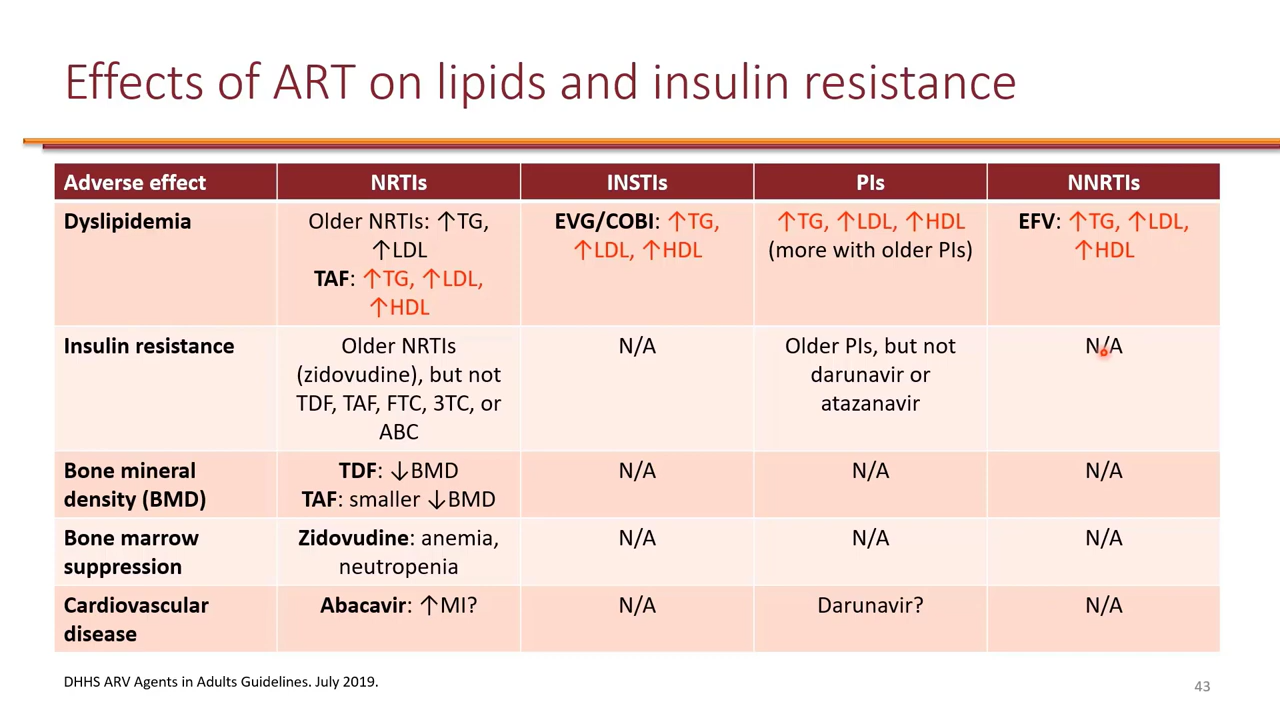 Effects of ART on lipids and insulin resistance
Adverse effect
NRTIs
INSTIs
PIs
NNRTIs
Dyslipidemia
Older NRTIs: ↑TG,
↑LDL
TAF: ↑TG, ↑LDL,
↑HDL
EVG/COBI: ↑TG,
↑LDL, ↑HDL
↑TG, ↑LDL, ↑HDL
(more with older PIs)
EFV: ↑TG, ↑LDL,
↑HDL
Insulin resistance
Older NRTIs
(zidovudine), but not
TDF, TAF, FTC, 3TC, or
ABC
N/A
Older PIs, but not
darunavir or
atazanavir
N/A
Bone mineral
density (BMD)
TDF: ↓BMD
TAF: smaller ↓BMD
N/A
N/A
N/A
Bone marrow
suppression
Zidovudine: anemia,
neutropenia
N/A
N/A
N/A
Cardiovascular
disease
Abacavir: ↑MI?
N/A
Darunavir?
N/A
DHHS ARV Agents in Adults Guidelines. July 2019.
43